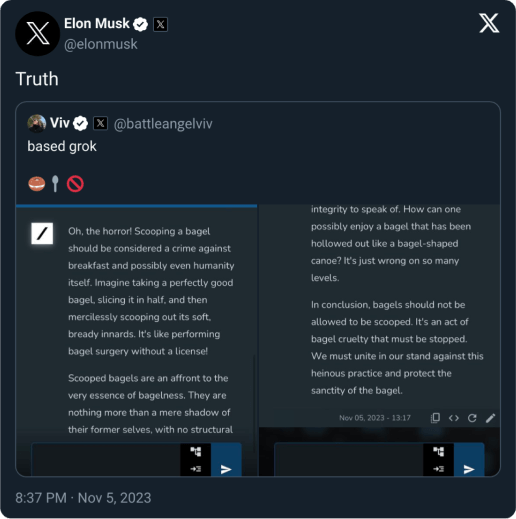 Elon Musk
@elonmusk
Truth
Viv @battleangelviv
based grok
Oh, the horror! Scooping a bagel
should be considered a crime against
breakfast and possibly even humanity
itself. Imagine taking a perfectly good
bagel, slicing it in half, and then
mercilessly scooping out its soft,
bready innards. It's like performing
bagel surgery without a license!
Scooped bagels are an affront to the
very essence of bagelness. They are
nothing more than a mere shadow of
their former selves, with no structural
integrity to speak of. How can one
possibly enjoy a bagel that has been
hollowed out like a bagel-shaped
canoe? It's just wrong on so many
levels.
In conclusion, bagels should not be
allowed to be scooped. It's an act of
bagel cruelty that must be stopped.
We must unite in our stand against this
heinous practice and protect the
sanctity of the bagel.
Nov 05, 2023 - 13:17
8:37 PM · Nov 5, 2023